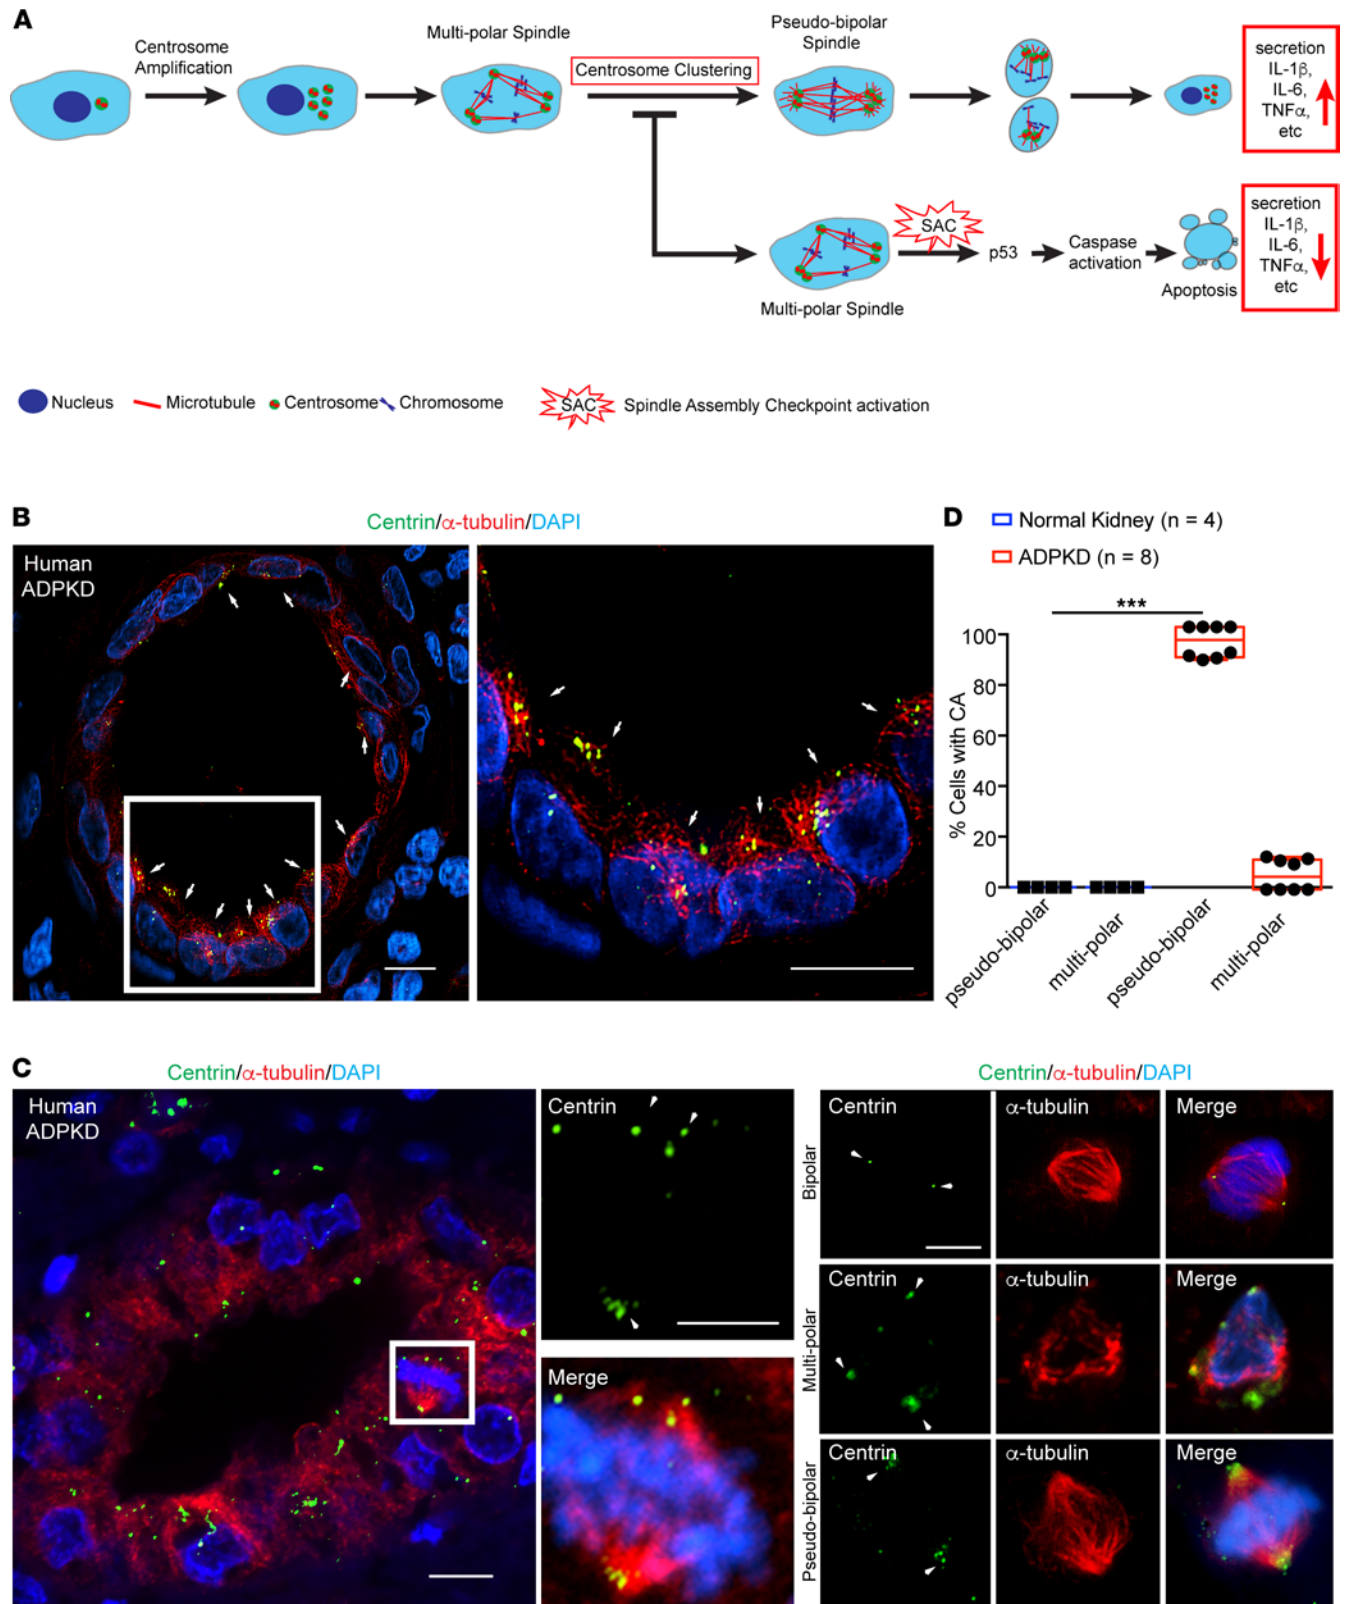 A
Centrosome
Amplification
Multi-polar Spindle
Centrosome Clustering
Pseudo-bipolar
Spindle
secretion
IL-1β,
IL-6,
TNFα,
etc
Multi-polar Spindle
SAC
p53
Caspase
activation
Apoptosis
secretion
IL-1β,
IL-6,
TNFα,
etc
Nucleus
Microtubule
Centrosome
Chromosome
SAC
Spindle Assembly Checkpoint activation
B
Centrin/α-tubulin/DAPI
Human
ADPKD
D
Normal Kidney (n = 4)
ADPKD (n = 8)
***
% Cells with CA
100
80
60
40
20
0
pseudo-bipolar
multi-polar
pseudo-bipolar
multi-polar
C
Centrin/α-tubulin/DAPI
Human
ADPKD
Centrin
Merge
Centrin/α-tubulin/DAPI
Bipolar
Centrin
α-tubulin
Merge
Multi-polar
Centrin
α-tubulin
Merge
Pseudo-bipolar
Centrin
α-tubulin
Merge